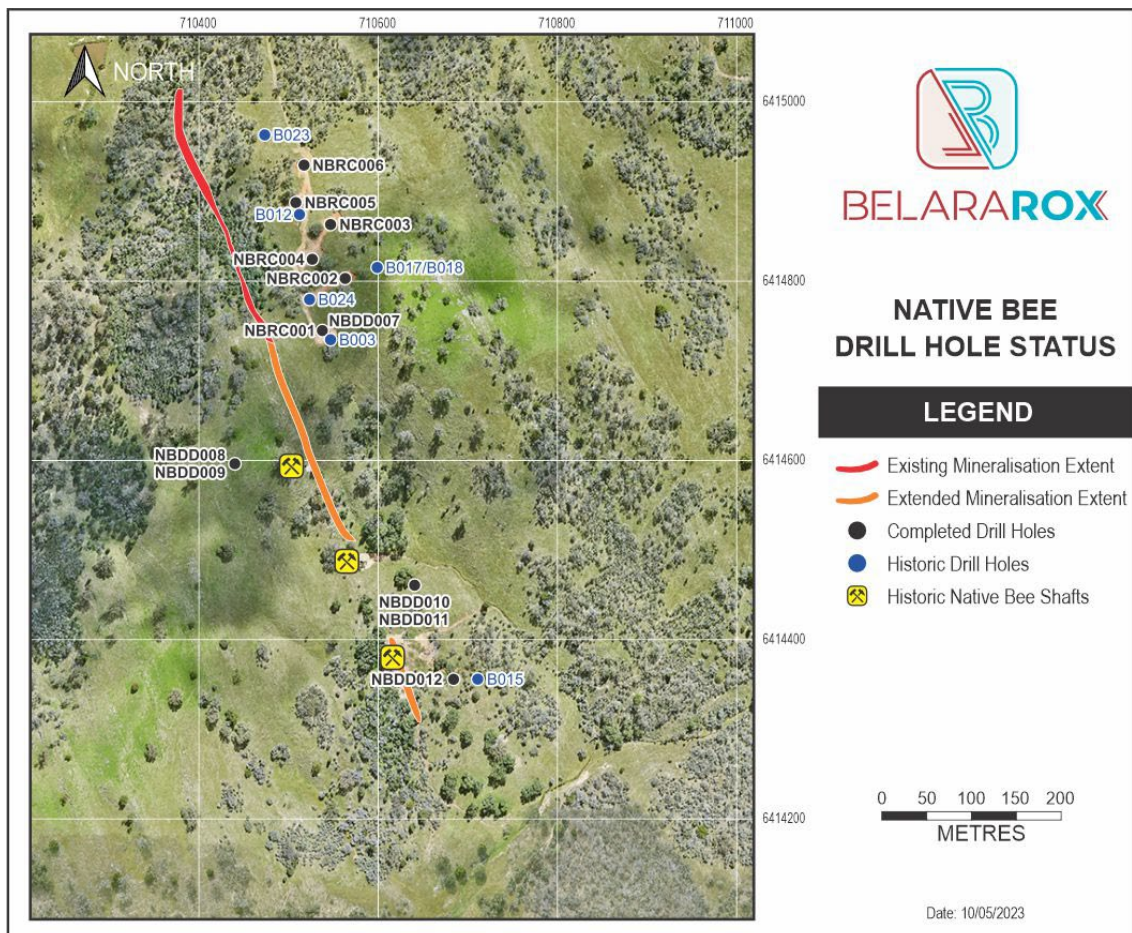 710400
710600
710800
711000
NORTH
6415000
B023
NBRC006
NBRC005
B012
NBRC003
NBRC004
B017/B018
NBRC002
6414800
B024
NBDD007
NBRC001
B003
NBDD008
NBDD009
6414600
NBDD010
NBDD011
6414400
NBDD012
B015
6414200
BELARAROX
NATIVE BEE
DRILL HOLE STATUS
LEGEND
Existing Mineralisation Extent
Extended Mineralisation Extent
Completed Drill Holes
Historic Drill Holes
Historic Native Bee Shafts
0 50 100 150 200
METRES
Date: 10/05/2023